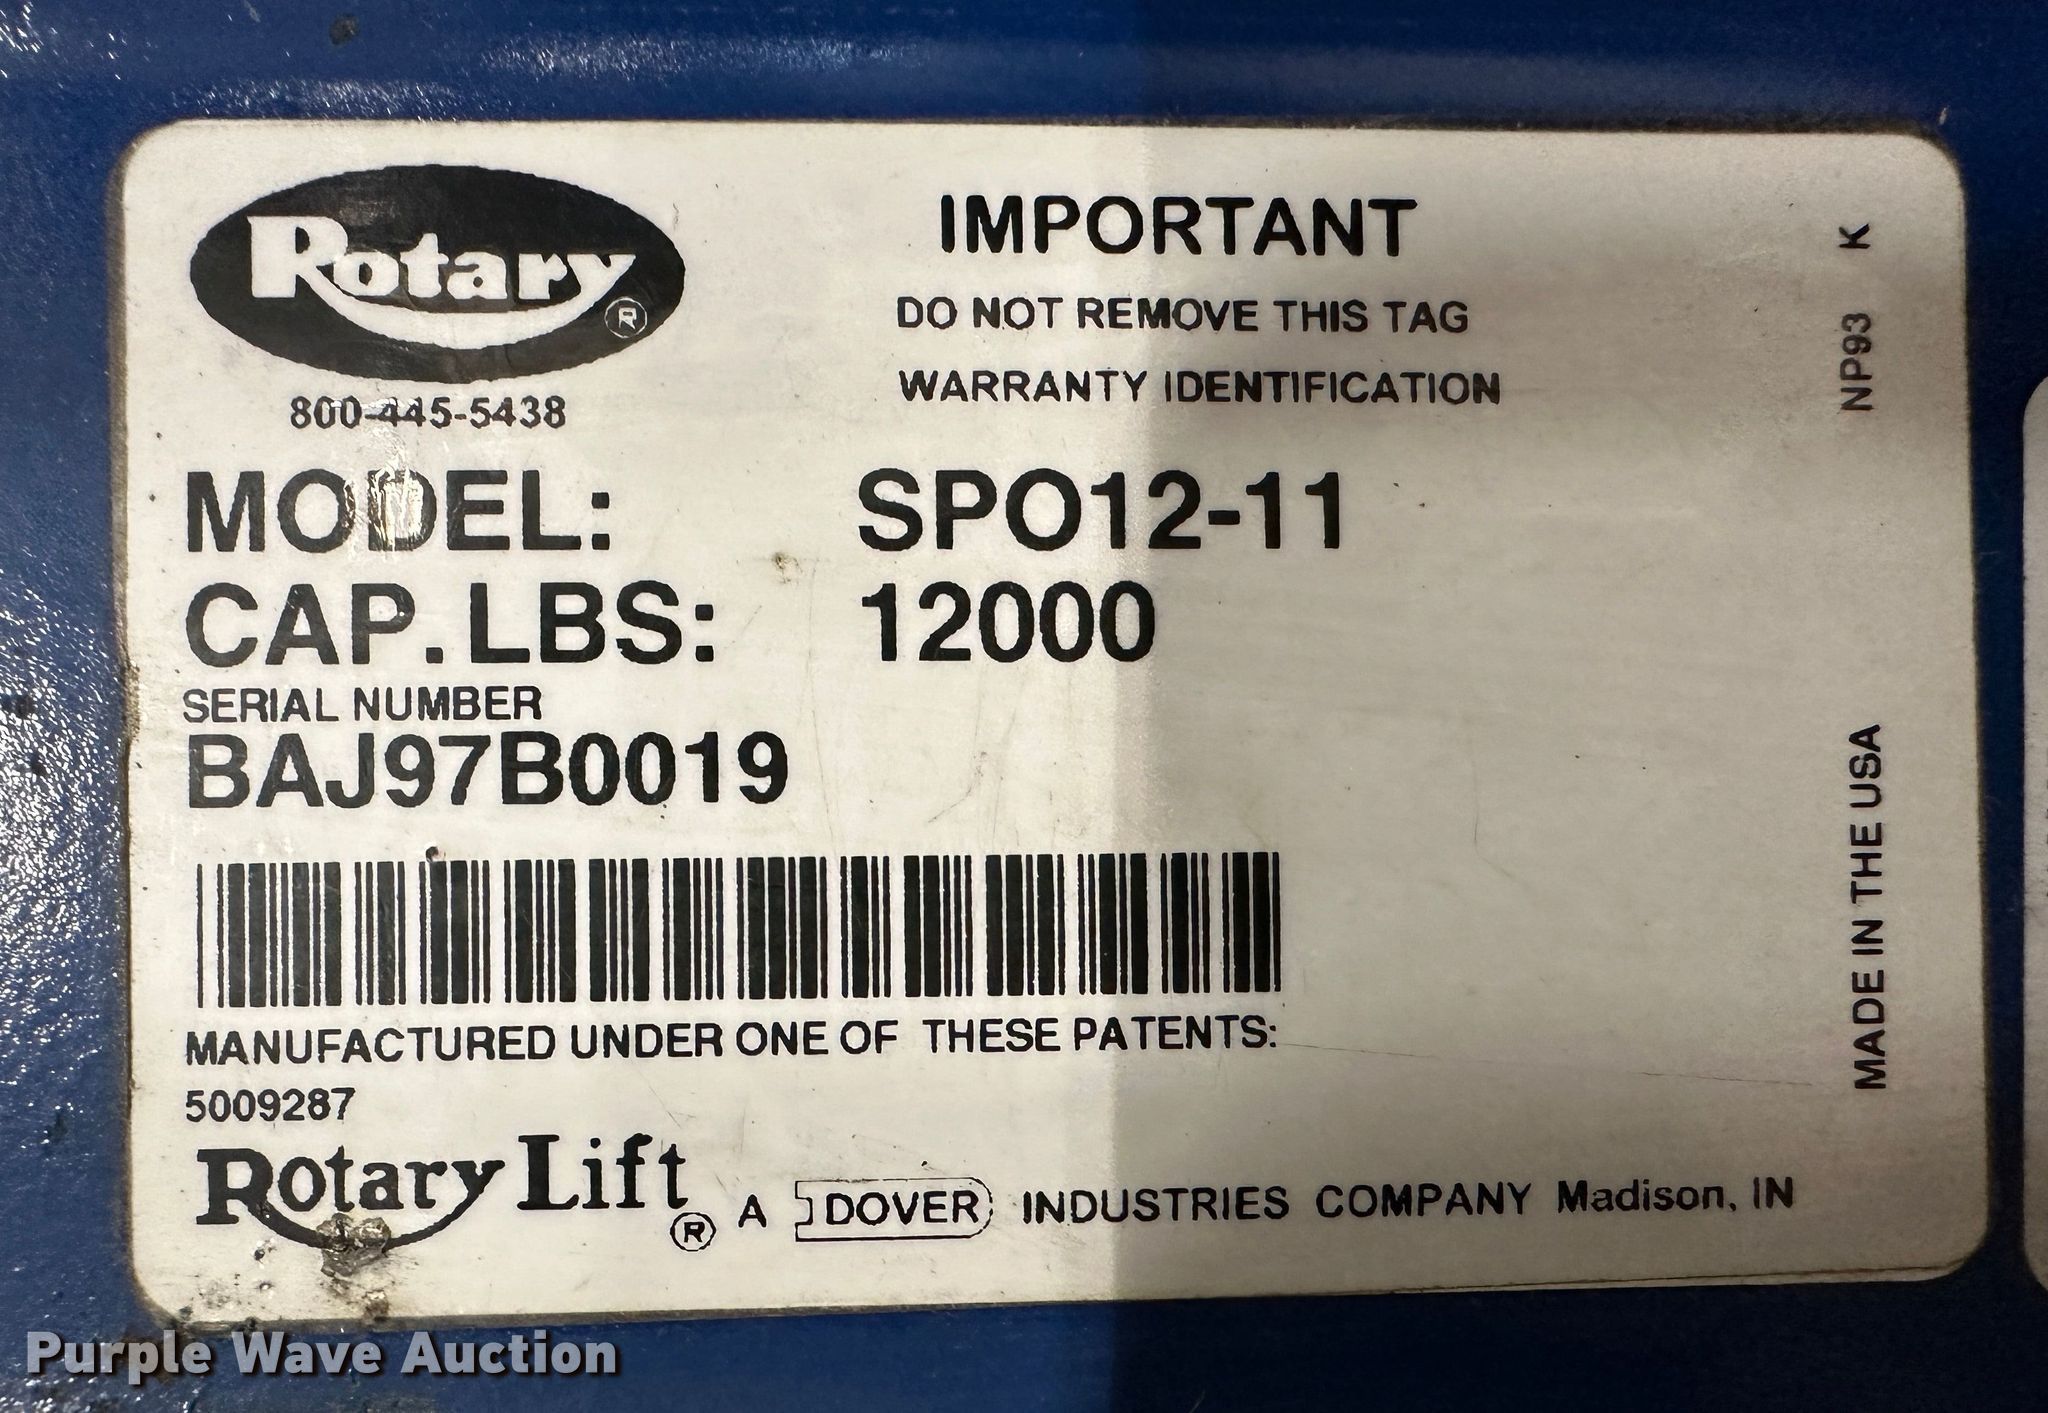 Rotary ®
800-445-5438
IMPORTANT
DO NOT REMOVE THIS TAG
WARRANTY IDENTIFICATION
NP93 K
MODEL: SPO12-11
CAP. LBS: 12000
SERIAL NUMBER
BAJ97B0019
MADE IN THE USA
MANUFACTURED UNDER ONE OF THESE PATENTS:
5009287
Rotary Lift ® A DOVER INDUSTRIES COMPANY Madison, IN
Purple Wave Auction